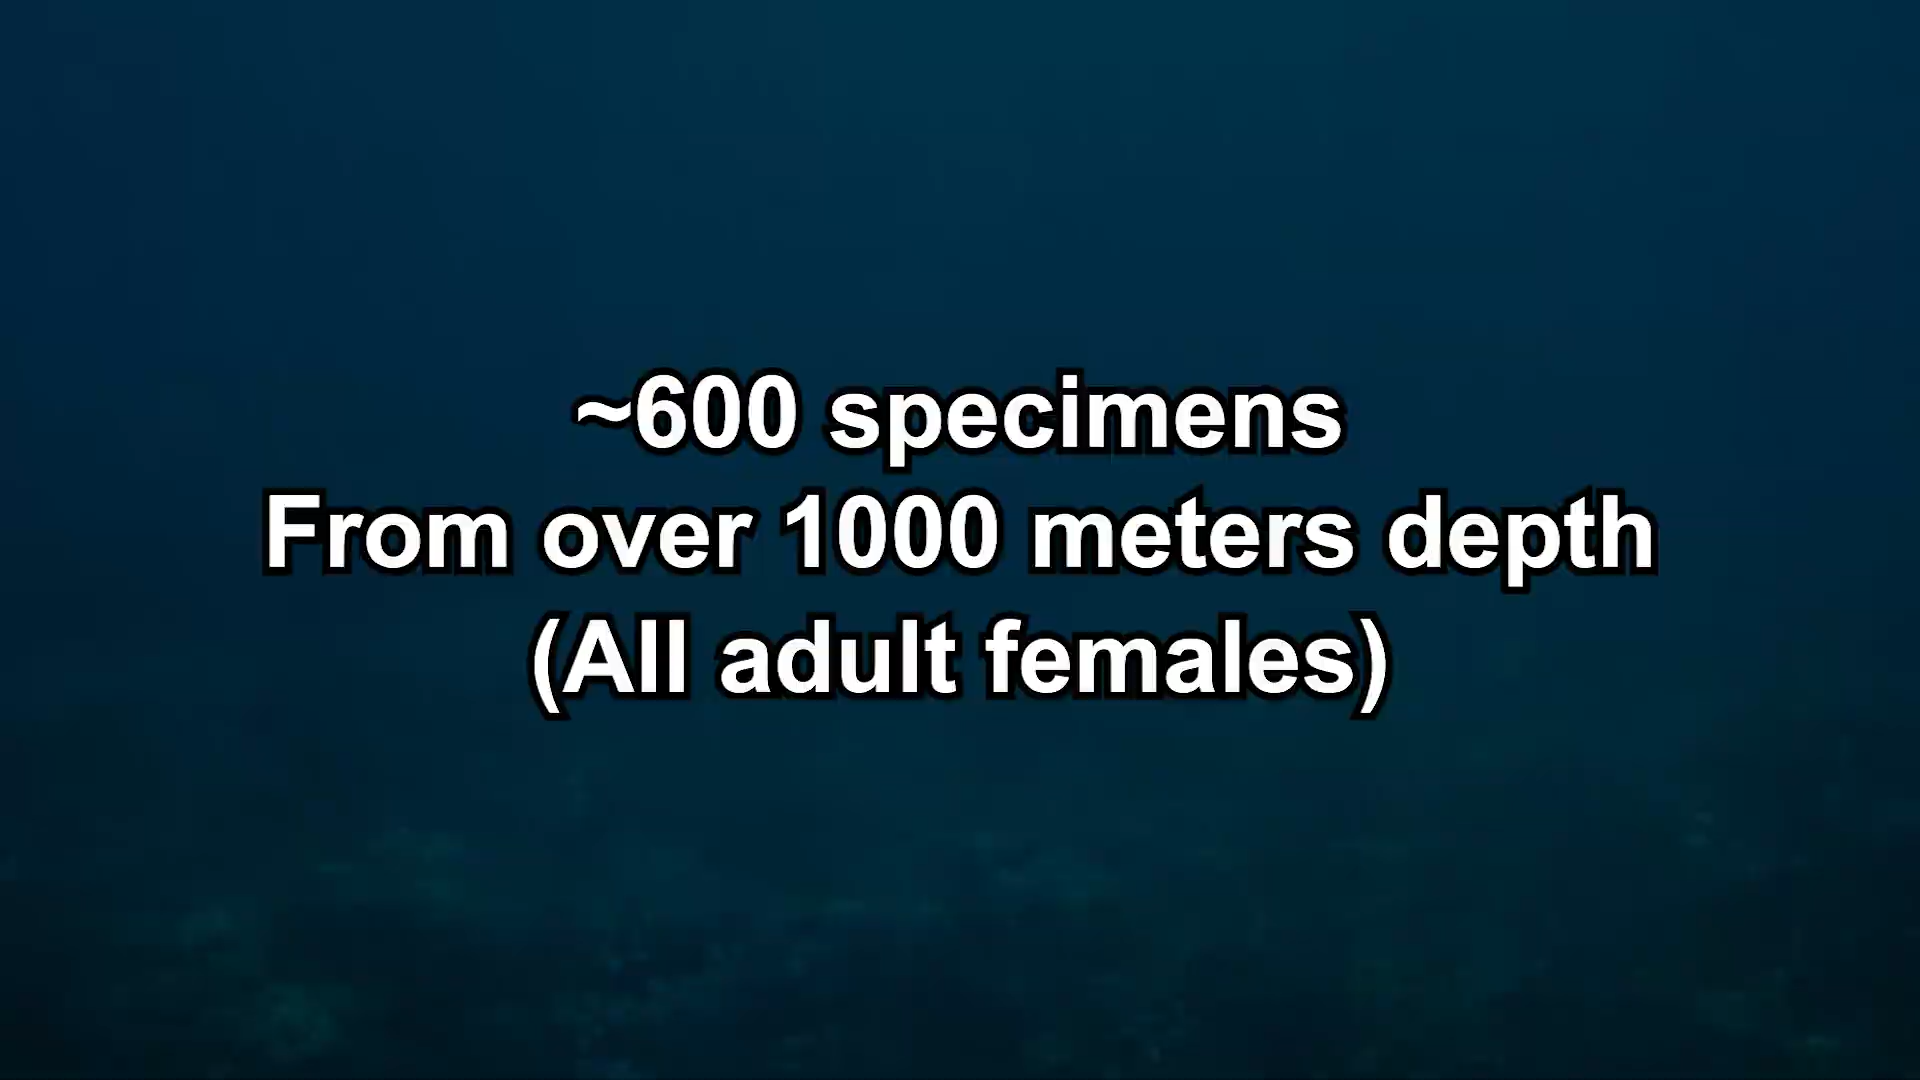 ~600 specimens
From over 1000 meters depth
(All adult females)